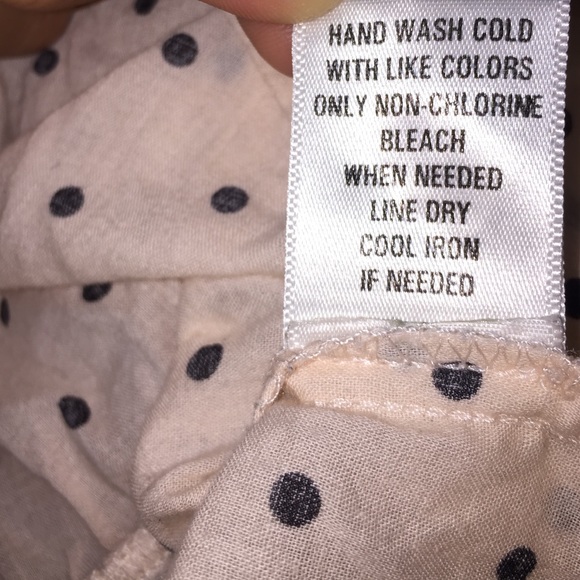 HAND WASH COLD
WITH LIKE COLORS
ONLY NON-CHLORINE
BLEACH
WHEN NEEDED
LINE DRY
COOL IRON
IF NEEDED